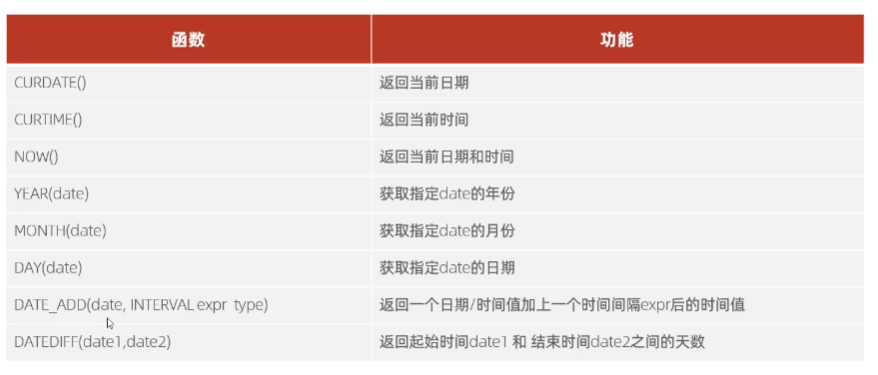 函数 功能
CURDATE() 返回当前日期
CURTIME() 返回当前时间
NOW() 返回当前日期和时间
YEAR(date) 获取指定date的年份
MONTH(date) 获取指定date的月份
DAY(date) 获取指定date的日期
DATE_ADD(date, INTERVAL expr type) 返回一个日期/时间值加上一个时间间隔expr后的时间值
DATEDIFF(date1,date2) 返回起始时间date1 和 结束时间date2之间的天数